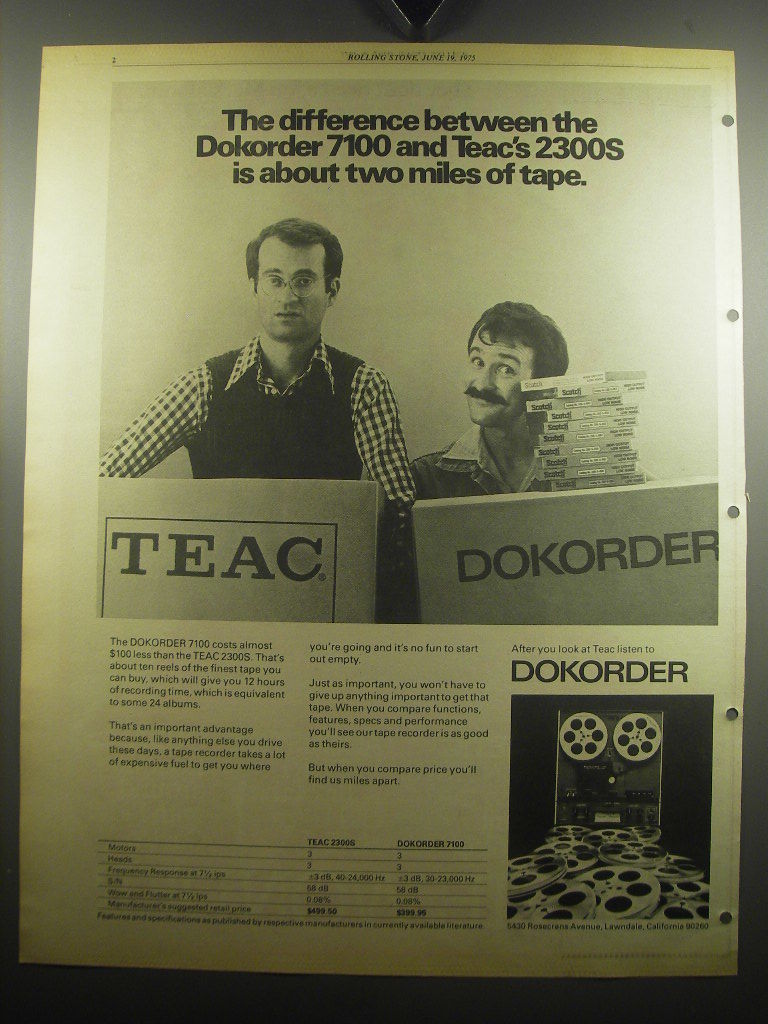 2
ROLLING STONE, JUNE 19, 1975
The difference between the
Dokorder 7100 and Teac's 2300S
is about two miles of tape.
Scotch
Scotch
Scotch
Scotch
Scotch
Scotch
Scotch
Scotch
Scotch
TEAC
DOKORDER
The DOKORDER 7100 costs almost
$100 less than the TEAC 2300S. That's
about ten reels of the finest tape you
can buy, which will give you 12 hours
of recording time, which is equivalent
to some 24 albums.
That's an important advantage
because, like anything else you drive
these days, a tape recorder takes a lot
of expensive fuel to get you where
you're going and it's no fun to start
out empty.
Just as important, you won't have to
give up anything important to get that
tape. When you compare functions,
features, specs and performance
you'll see our tape recorder is as good
as theirs.
But when you compare price you'll
find us miles apart.
After you look at Teac listen to
DOKORDER
TEAC 2300S DOKORDER 7100
Motors 3 3
Heads 3 3
Frequency Response at 7½ ips ±3 dB, 40-24,000 Hz ±3 dB, 30-23,000 Hz
S/N 58 dB 58 dB
Wow and Flutter at 7½ ips 0.08% 0.08%
Manufacturer's suggested retail price $499.50 $399.95
Features and specifications as published by respective manufacturers in currently available literature.
5430 Rosecrans Avenue, Lawndale, California 90260